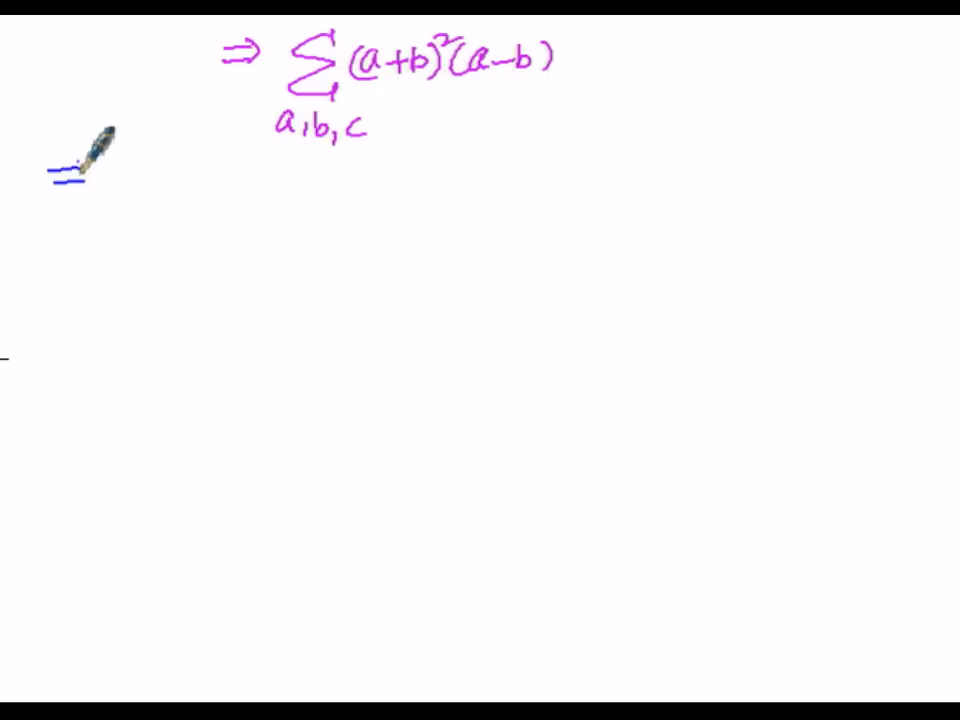 ⇒ ∑ (a+b)²(a-b)
a,b,c
=